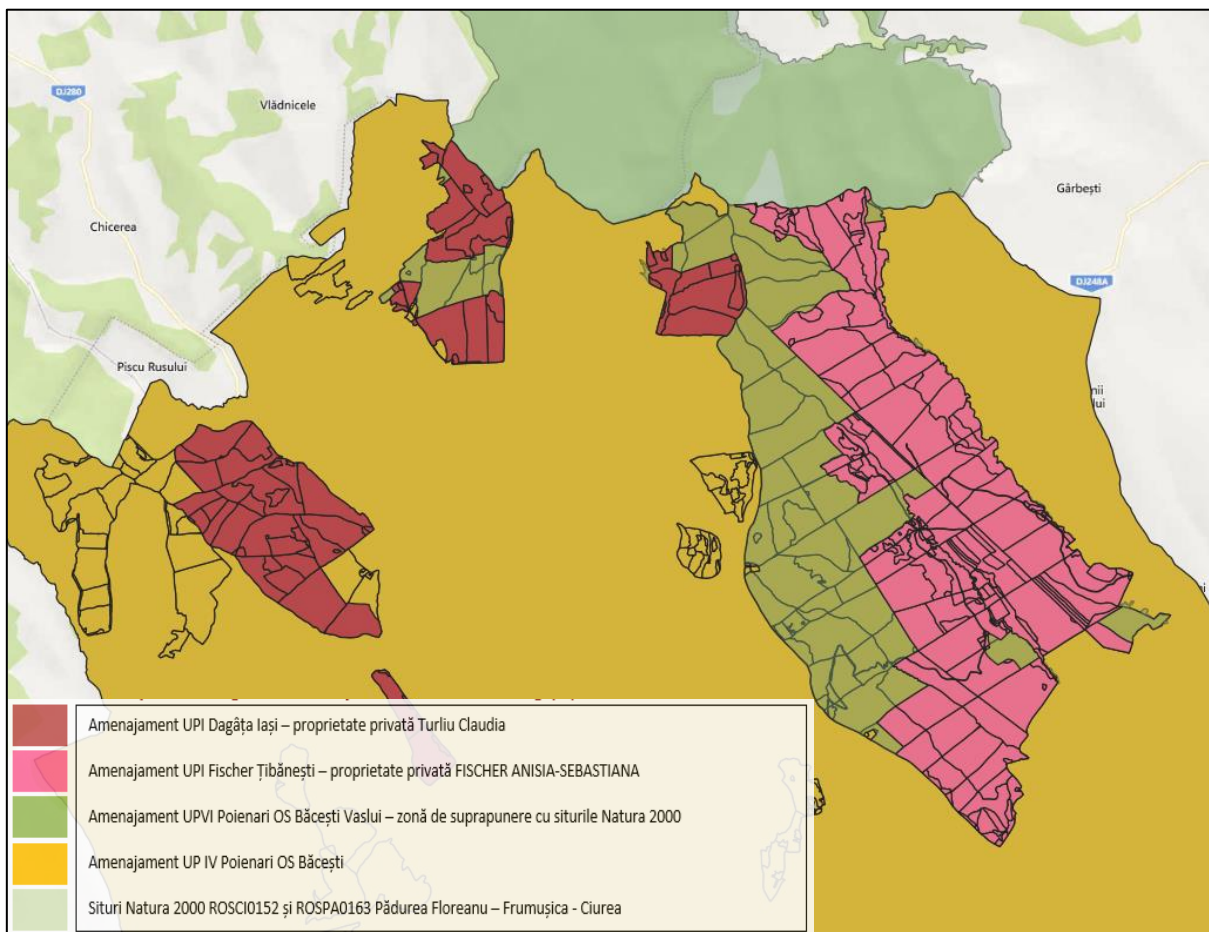 DJ280
Vlădnicele
Gârbești
Chicerea
DJ248A
Piscu Rusului
Amenajament UPI Dagâța Iași – proprietate privată Turliu Claudia
Amenajament UPI Fischer Țibănești – proprietate privată FISCHER ANISIA-SEBASTIANA
Amenajament UPVI Poienari OS Băcești Vaslui – zonă de suprapunere cu siturile Natura 2000
Amenajament UP IV Poienari OS Băcești
Situri Natura 2000 ROSCI0152 și ROSPA0163 Pădurea Floreanu – Frumușica - Ciurea